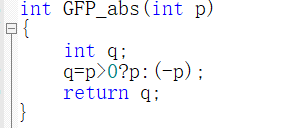 int GFP_abs(int p)
{
int q;
q=p>0?p:(-p);
return q;
}